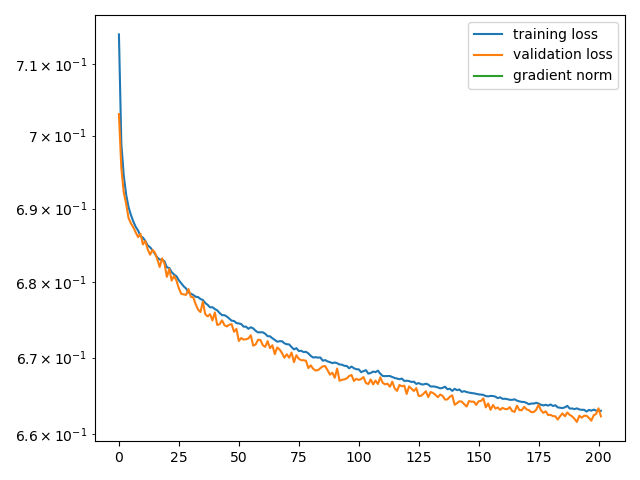 training loss
validation loss
gradient norm
7.1 × 10⁻¹
7 × 10⁻¹
6.9 × 10⁻¹
6.8 × 10⁻¹
6.7 × 10⁻¹
6.6 × 10⁻¹
0 25 50 75 100 125 150 175 200